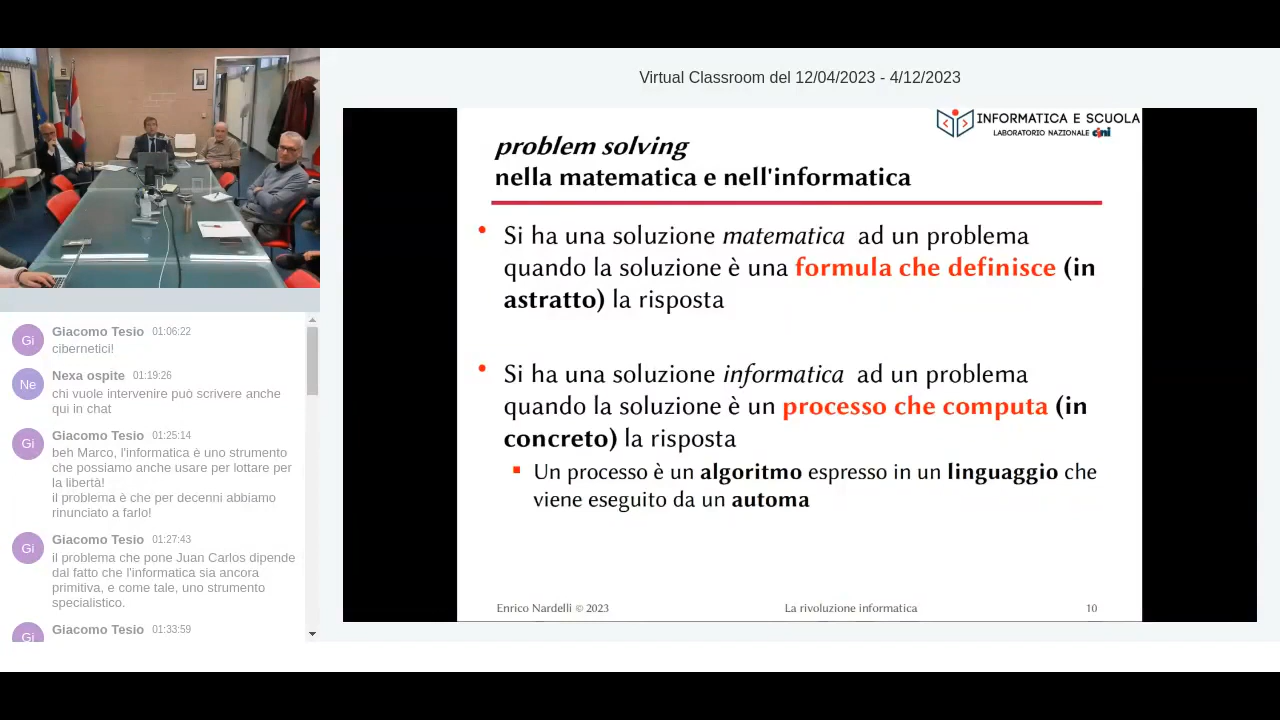 Virtual Classroom del 12/04/2023 - 4/12/2023
INFORMATICA E SCUOLA
LABORATORIO NAZIONALE cini
problem solving
nella matematica e nell'informatica
Si ha una soluzione matematica ad un problema
quando la soluzione è una formula che definisce (in
astratto) la risposta
Si ha una soluzione informatica ad un problema
quando la soluzione è un processo che computa (in
concreto) la risposta
Un processo è un algoritmo espresso in un linguaggio che
viene eseguito da un automa
Enrico Nardelli © 2023
La rivoluzione informatica
10
Gi
Giacomo Tesio 01:06:22
cibernetici!
Ne
Nexa ospite 01:19:26
chi vuole intervenire può scrivere anche
qui in chat
Gi
Giacomo Tesio 01:25:14
beh Marco, l'informatica è uno strumento
che possiamo anche usare per lottare per
la libertà!
il problema è che per decenni abbiamo
rinunciato a farlo!
Gi
Giacomo Tesio 01:27:43
il problema che pone Juan Carlos dipende
dal fatto che l'informatica sia ancora
primitiva, e come tale, uno strumento
specialistico.
Gi
Giacomo Tesio 01:33:59